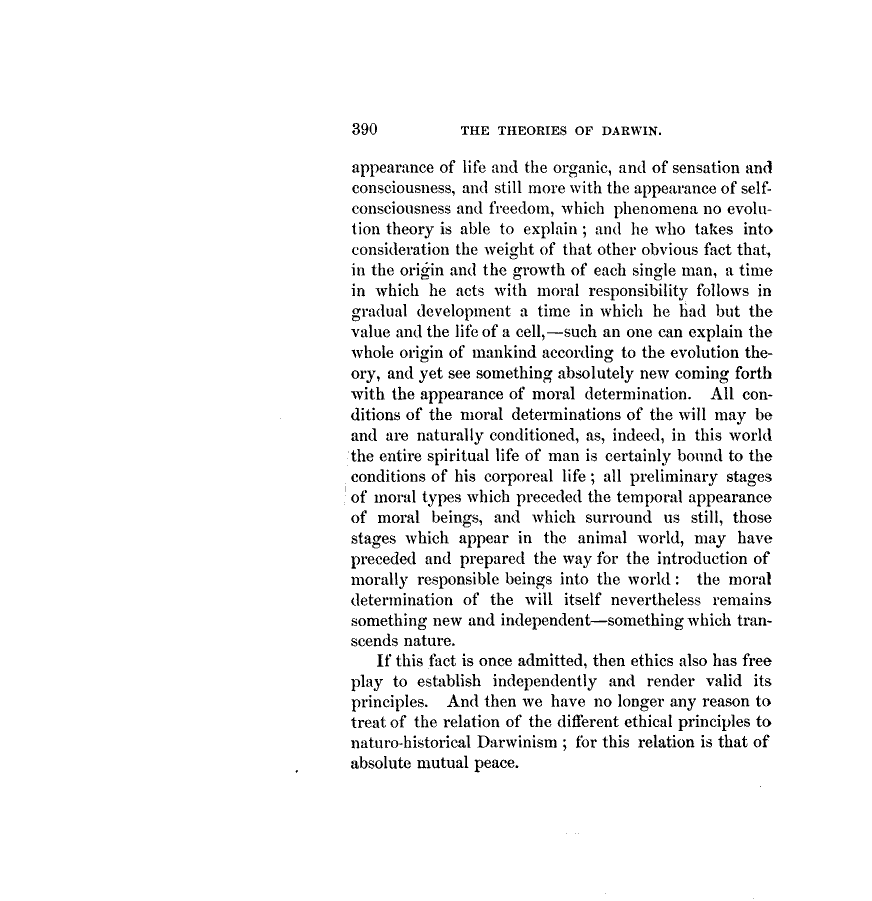 390 THE THEORIES OF DARWIN.
appearance of life and the organic, and of sensation and
consciousness, and still more with the appearance of self-
consciousness and freedom, which phenomena no evolu-
tion theory is able to explain ; and he who takes into
consideration the weight of that other obvious fact that,
in the origin and the growth of each single man, a time
in which he acts with moral responsibility follows in
gradual development a time in which he had but the
value and the life of a cell,—such an one can explain the
whole origin of mankind according to the evolution the-
ory, and yet see something absolutely new coming forth
with the appearance of moral determination. All con-
ditions of the moral determinations of the will may be
and are naturally conditioned, as, indeed, in this world
the entire spiritual life of man is certainly bound to the
conditions of his corporeal life ; all preliminary stages
of moral types which preceded the temporal appearance
of moral beings, and which surround us still, those
stages which appear in the animal world, may have
preceded and prepared the way for the introduction of
morally responsible beings into the world : the moral
determination of the will itself nevertheless remains
something new and independent—something which tran-
scends nature.
If this fact is once admitted, then ethics also has free
play to establish independently and render valid its
principles. And then we have no longer any reason to
treat of the relation of the different ethical principles to
naturo-historical Darwinism ; for this relation is that of
absolute mutual peace.